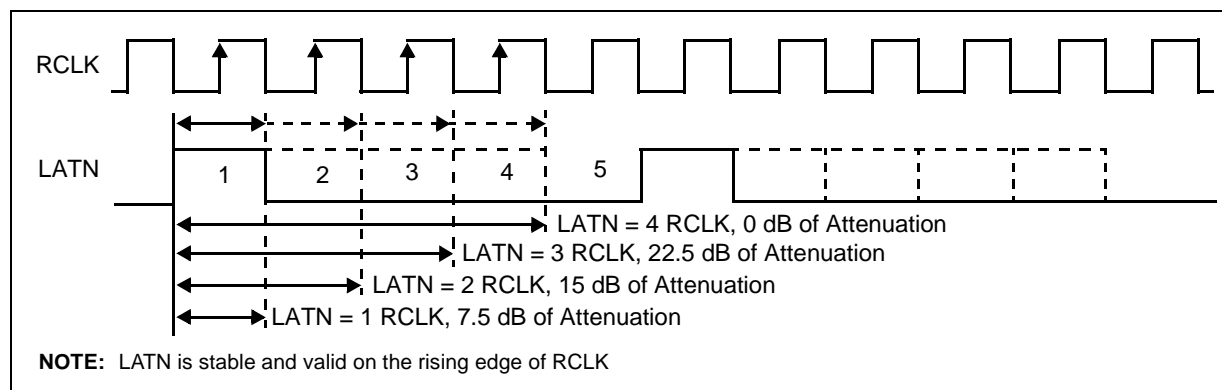 RCLK
LATN
1 2 3 4 5
LATN = 4 RCLK, 0 dB of Attenuation
LATN = 3 RCLK, 22.5 dB of Attenuation
LATN = 2 RCLK, 15 dB of Attenuation
LATN = 1 RCLK, 7.5 dB of Attenuation
NOTE: LATN is stable and valid on the rising edge of RCLK